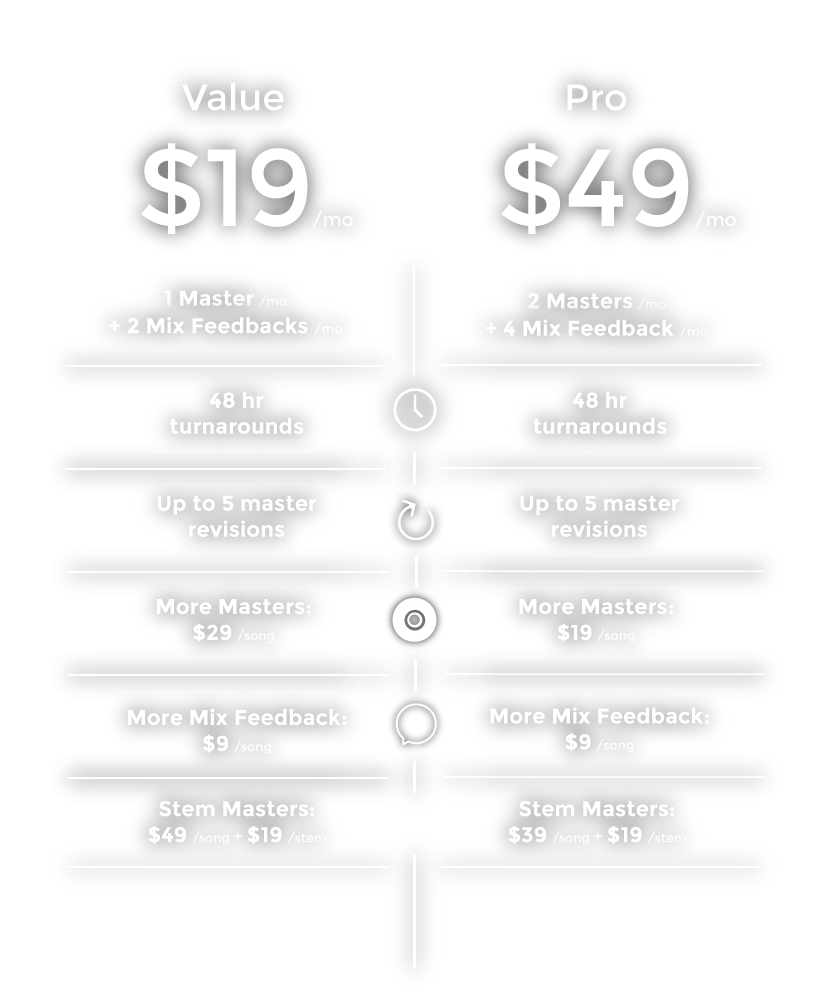 Value
$19 /mo
1 Master /mo
+ 2 Mix Feedbacks /mo
48 hr
turnarounds
Up to 5 master
revisions
More Masters:
$29 /song
More Mix Feedback:
$9 /song
Stem Masters:
$49 /song + $19 /stem
Pro
$49 /mo
2 Masters /mo
+ 4 Mix Feedback /mo
48 hr
turnarounds
Up to 5 master
revisions
More Masters:
$19 /song
More Mix Feedback:
$9 /song
Stem Masters:
$39 /song + $19 /stem